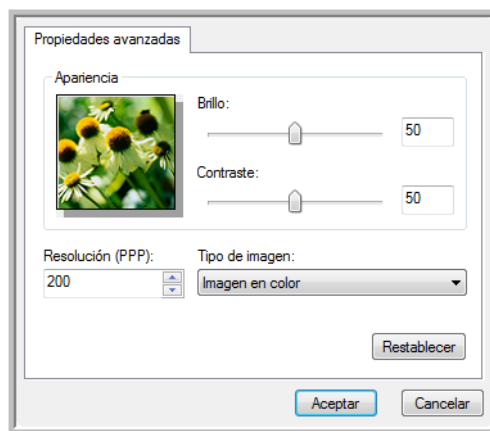 Propiedades avanzadas
Apariencia
Brillo:
50
Contraste:
50
Resolución (PPP): Tipo de imagen:
200 Imagen en color
Restablecer
Aceptar Cancelar